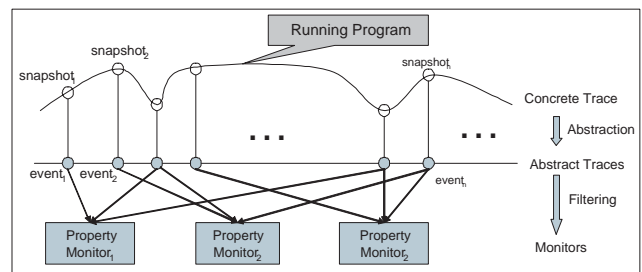 Running Program
snapshot1
snapshot2
snapshotn
Concrete Trace
Abstraction
...
...
event1
event2
eventn
Abstract Traces
Filtering
Property
Monitor1
Property
Monitor2
Property
Monitor2
Monitors